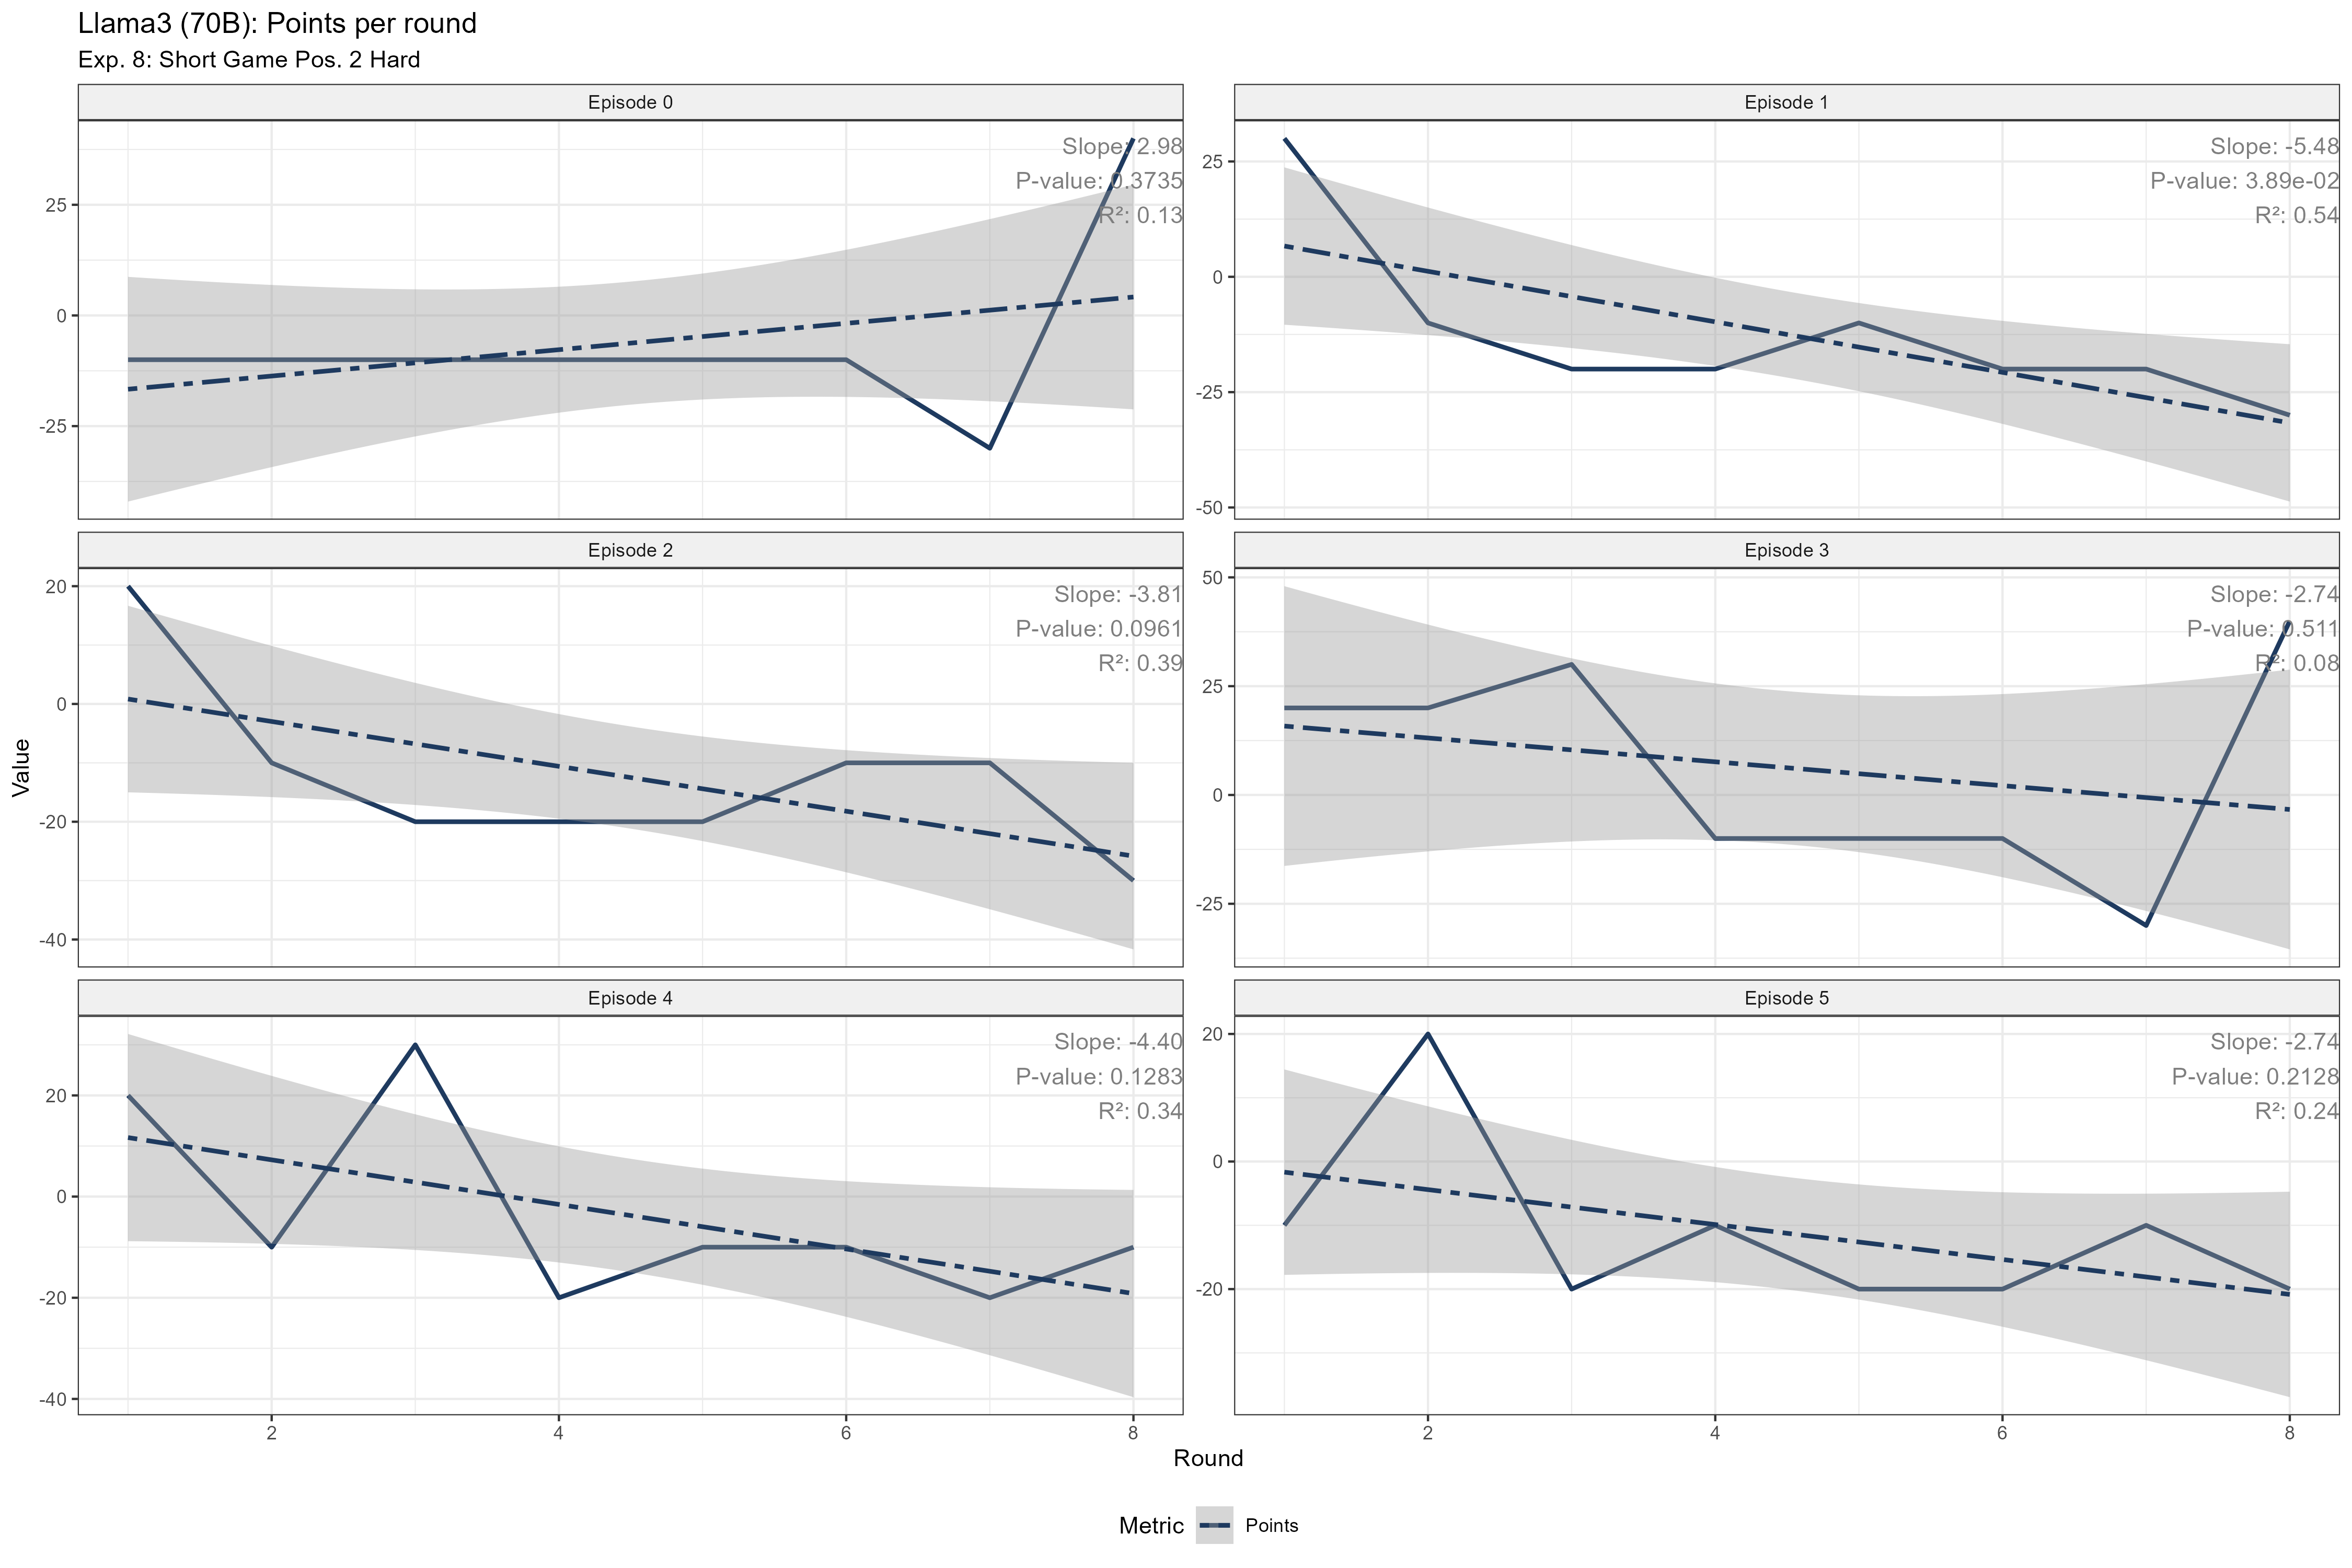 Llama3 (70B): Points per round
Exp. 8: Short Game Pos. 2 Hard
Episode 0
Slope: 2.98
P-value: 0.3735
R²: 0.13
25
0
-25
Episode 1
Slope: -5.48
P-value: 3.89e-02
R²: 0.54
25
0
-25
-50
Episode 2
Slope: -3.81
P-value: 0.0961
R²: 0.39
20
0
-20
-40
Episode 3
Slope: -2.74
P-value: 0.511
R²: 0.08
50
25
0
-25
Episode 4
Slope: -4.40
P-value: 0.1283
R²: 0.34
20
0
-20
-40
2 4 6 8
Episode 5
Slope: -2.74
P-value: 0.2128
R²: 0.24
20
0
-20
2 4 6 8
Value
Round
Metric Points